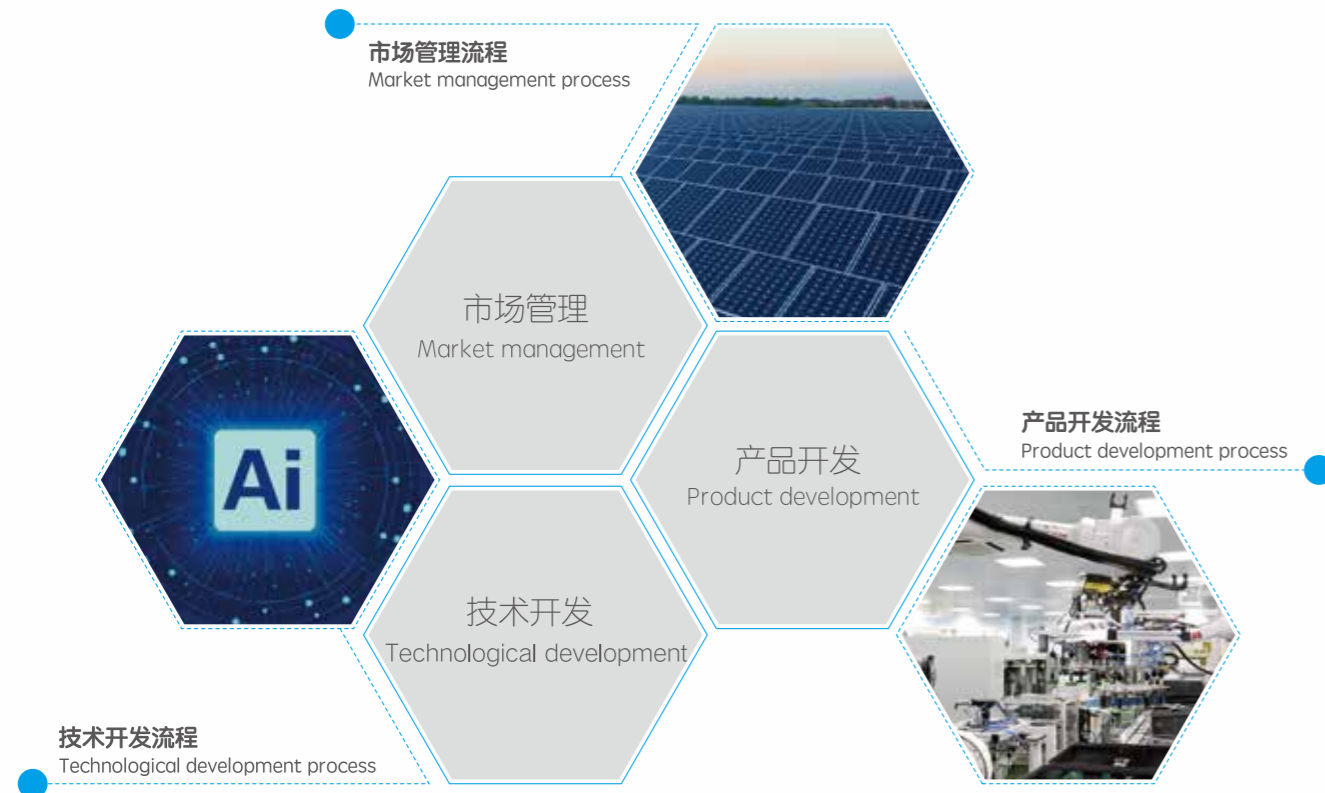 市场管理流程
Market management process
市场管理
Market management
Ai
产品开发流程
Product development process
产品开发
Product development
技术开发
Technological development
技术开发流程
Technological development process